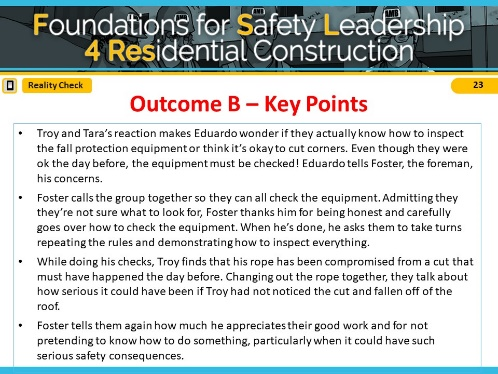 Foundations for Safety Leadership
4 Residential Construction
Reality Check
23
Outcome B – Key Points
• Troy and Tara's reaction makes Eduardo wonder if they actually know how to inspect
the fall protection equipment or think it's okay to cut corners. Even though they were
ok the day before, the equipment must be checked! Eduardo tells Foster, the foreman,
his concerns.
• Foster calls the group together so they can all check the equipment. Admitting they
they're not sure what to look for, Foster thanks him for being honest and carefully
goes over how to check the equipment. When he's done, he asks them to take turns
repeating the rules and demonstrating how to inspect everything.
• While doing his checks, Troy finds that his rope has been compromised from a cut that
must have happened the day before. Changing out the rope together, they talk about
how serious it could have been if Troy had not noticed the cut and fallen off of the
roof.
• Foster tells them again how much he appreciates their good work and for not
pretending to know how to do something, particularly when it could have such
serious safety consequences.